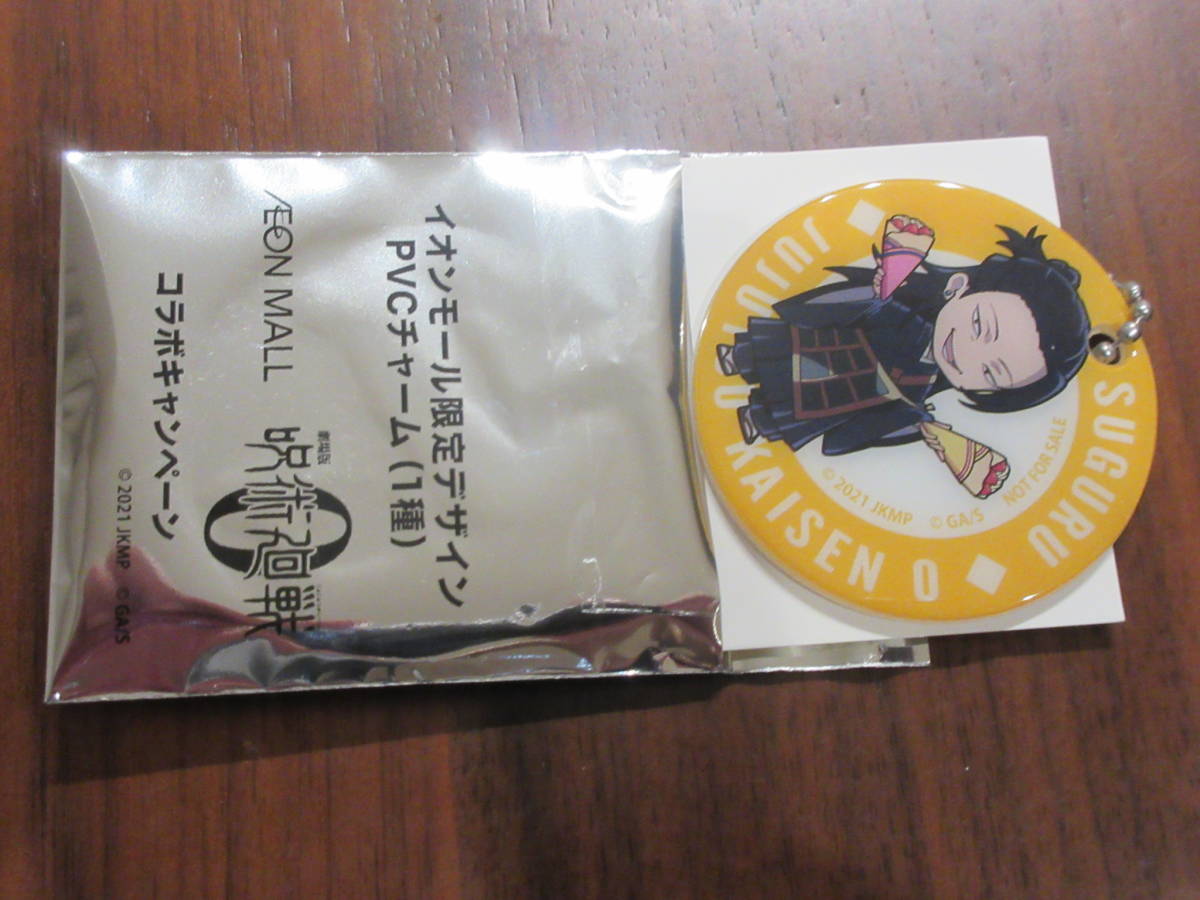 イオンモール限定デザイン
PVCチャーム(1種)
ÆON MALL
劇場版
呪術廻戦
0
コラボキャンペーン
© 2021 JKMP © GA/S
SUGURU
JUJUTSU KAISEN 0
© 2021 JKMP © GA/S
NOT FOR SALE